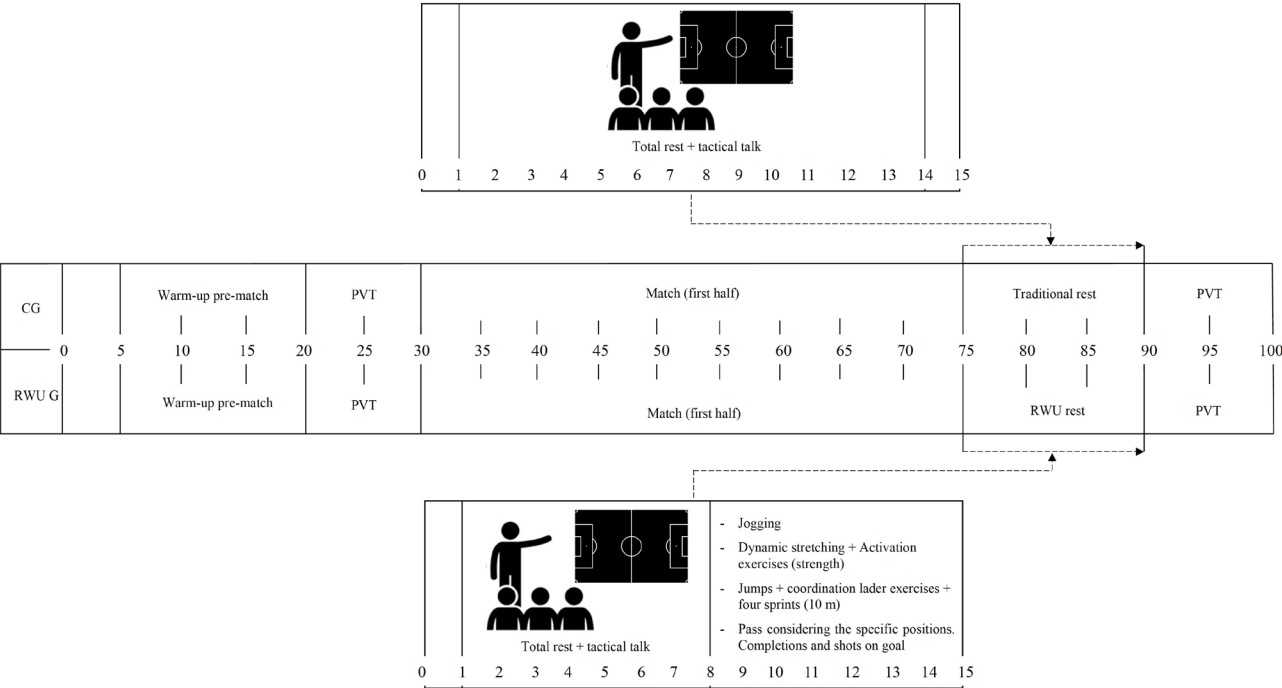 Total rest + tactical talk
0 1 2 3 4 5 6 7 8 9 10 11 12 13 14 15
CG
Warm-up pre-match
PVT
Match (first half)
Traditional rest
PVT
0 5 10 15 20 25 30 35 40 45 50 55 60 65 70 75 80 85 90 95 100
RWU G
Warm-up pre-match
PVT
Match (first half)
RWU rest
PVT
Total rest + tactical talk
- Jogging
- Dynamic stretching + Activation
exercises (strength)
- Jumps + coordination lader exercises +
four sprints (10 m)
- Pass considering the specific positions.
Completions and shots on goal
0 1 2 3 4 5 6 7 8 9 10 11 12 13 14 15